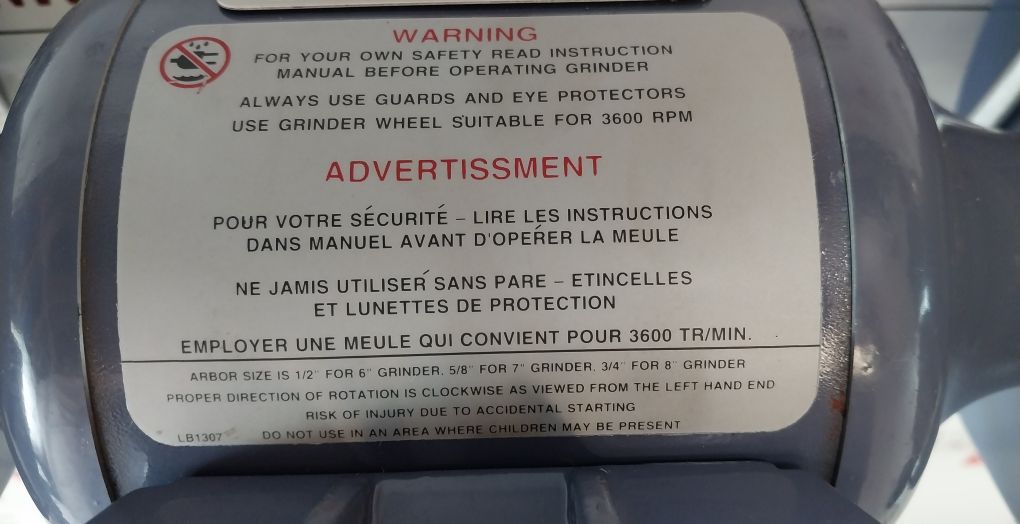 WARNING
FOR YOUR OWN SAFETY READ INSTRUCTION
MANUAL BEFORE OPERATING GRINDER
ALWAYS USE GUARDS AND EYE PROTECTORS
USE GRINDER WHEEL SUITABLE FOR 3600 RPM
ADVERTISSMENT
POUR VOTRE SÉCURITÉ – LIRE LES INSTRUCTIONS
DANS MANUEL AVANT D'OPEŔER LA MEULE
NE JAMIS UTILISEŔ SANS PARE – ETINCELLES
ET LUNETTES DE PROTECTION
EMPLOYER UNE MEULE QUI CONVIENT POUR 3600 TR/MIN.
ARBOR SIZE IS 1/2" FOR 6" GRINDER. 5/8" FOR 7" GRINDER. 3/4" FOR 8" GRINDER
PROPER DIRECTION OF ROTATION IS CLOCKWISE AS VIEWED FROM THE LEFT HAND END
RISK OF INJURY DUE TO ACCIDENTAL STARTING
LB1307 DO NOT USE IN AN AREA WHERE CHILDREN MAY BE PRESENT